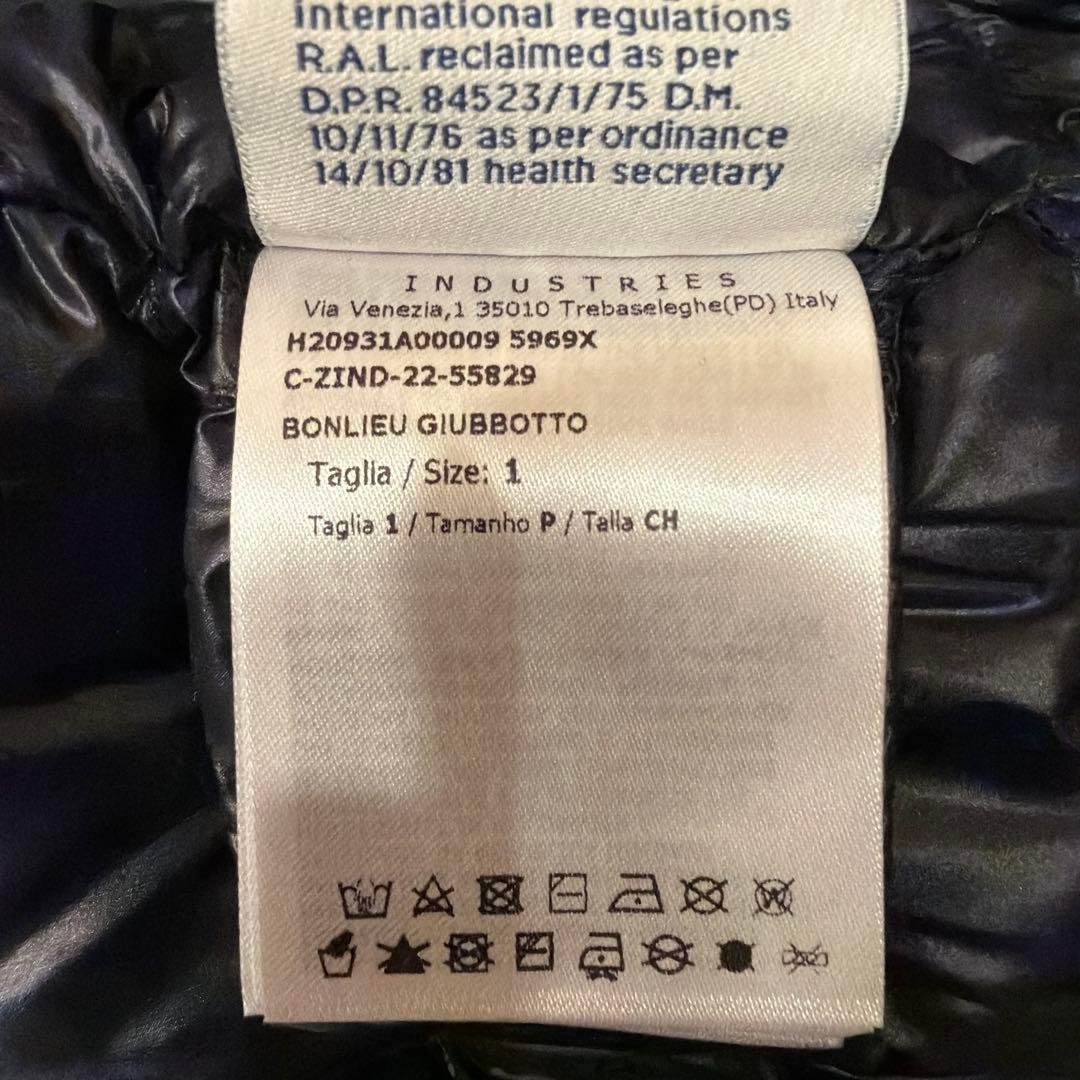 international regulations
R.A.L. reclaimed as per
D.P.R. 84523/1/75 D.M.
10/11/76 as per ordinance
14/10/81 health secretary
INDUSTRIES
Via Venezia,1 35010 Trebaseleghe(PD) Italy
H20931A00009 5969X
C-ZIND-22-55829
BONLIEU GIUBBOTTO
Taglia / Size: 1
Taglia 1 / Tamanho P / Talla CH